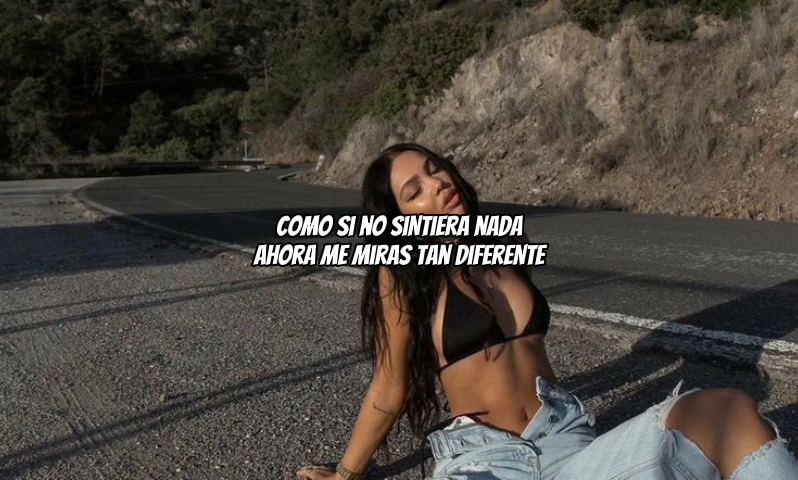 COMO SI NO SINTIERA NADA
AHORA ME MIRAS TAN DIFERENTE